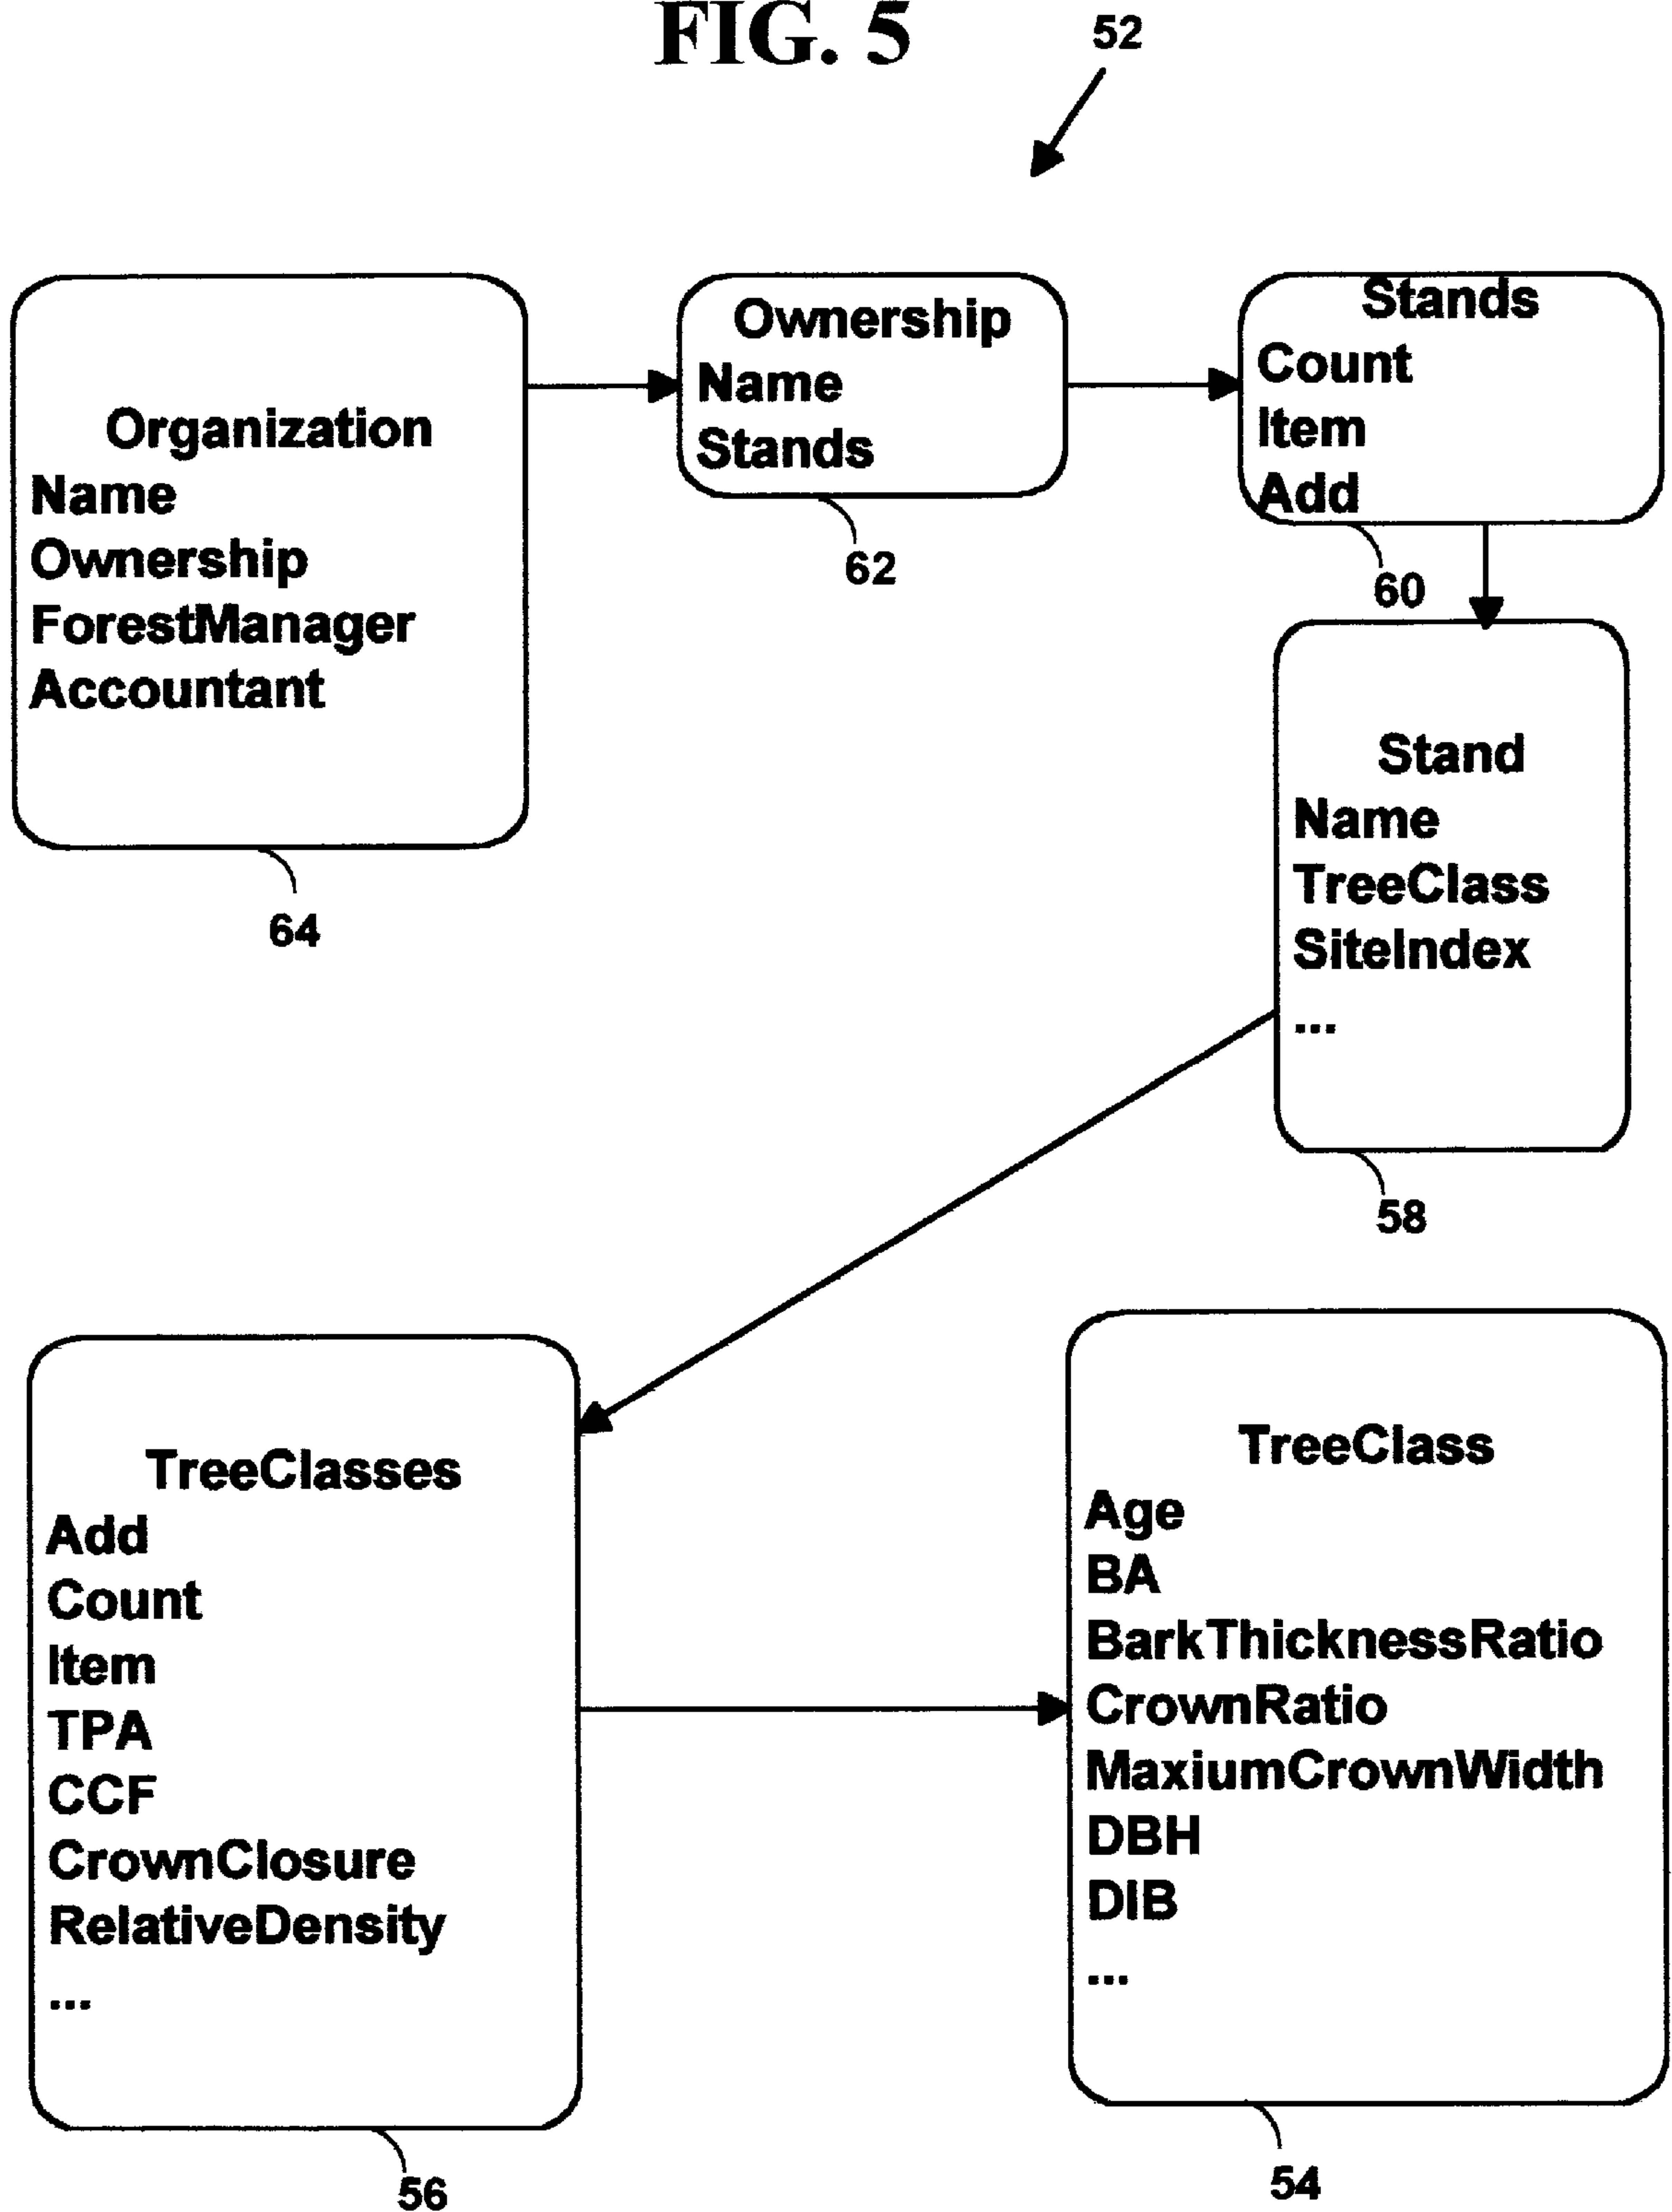 FIG. 5
52
Organization
Name
Ownership
ForestManager
Accountant
64
Ownership
Name
Stands
62
Stands
Count
Item
Add
60
Stand
Name
TreeClass
SiteIndex
...
58
TreeClasses
Add
Count
Item
TPA
CCF
CrownClosure
RelativeDensity
...
56
TreeClass
Age
BA
BarkThicknessRatio
CrownRatio
MaxiumCrownWidth
DBH
DIB
...
54